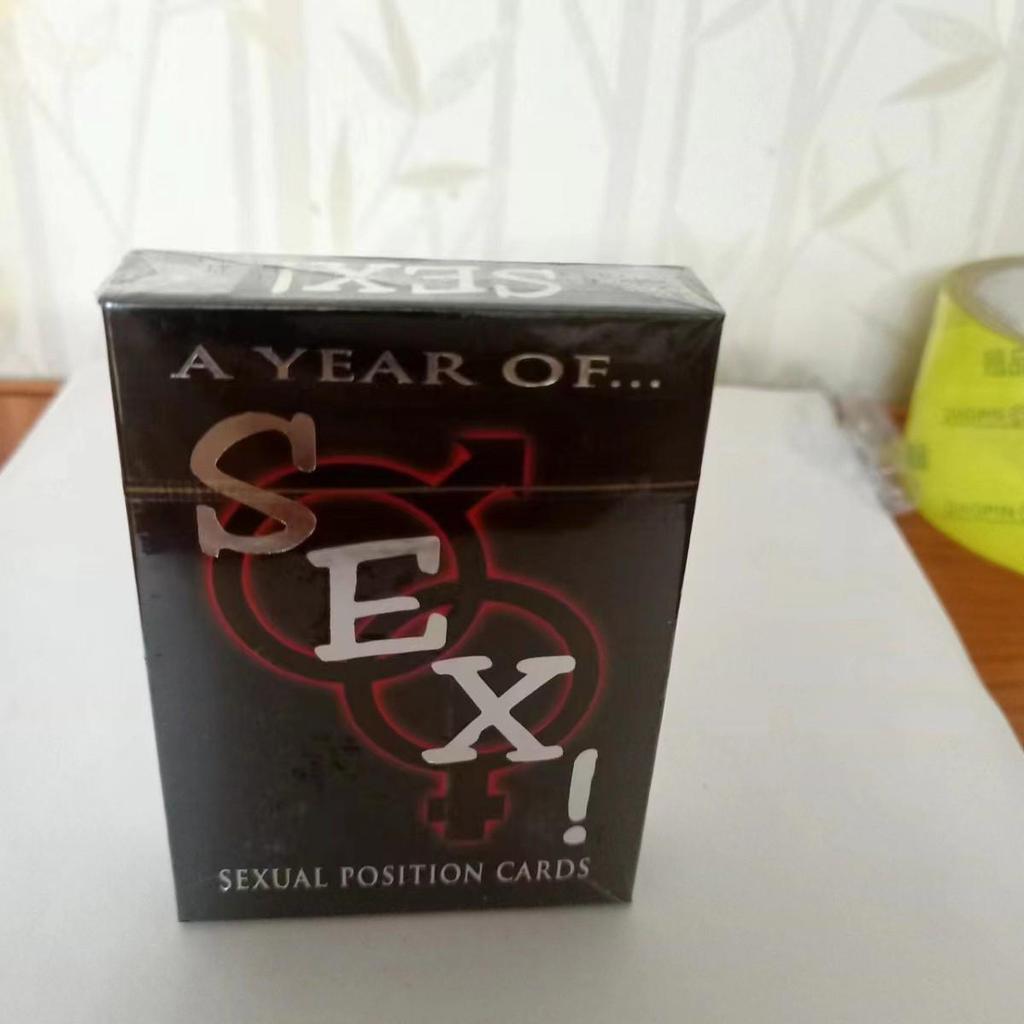 SEX!
A YEAR OF...
SEX!
SEXUAL POSITION CARDS